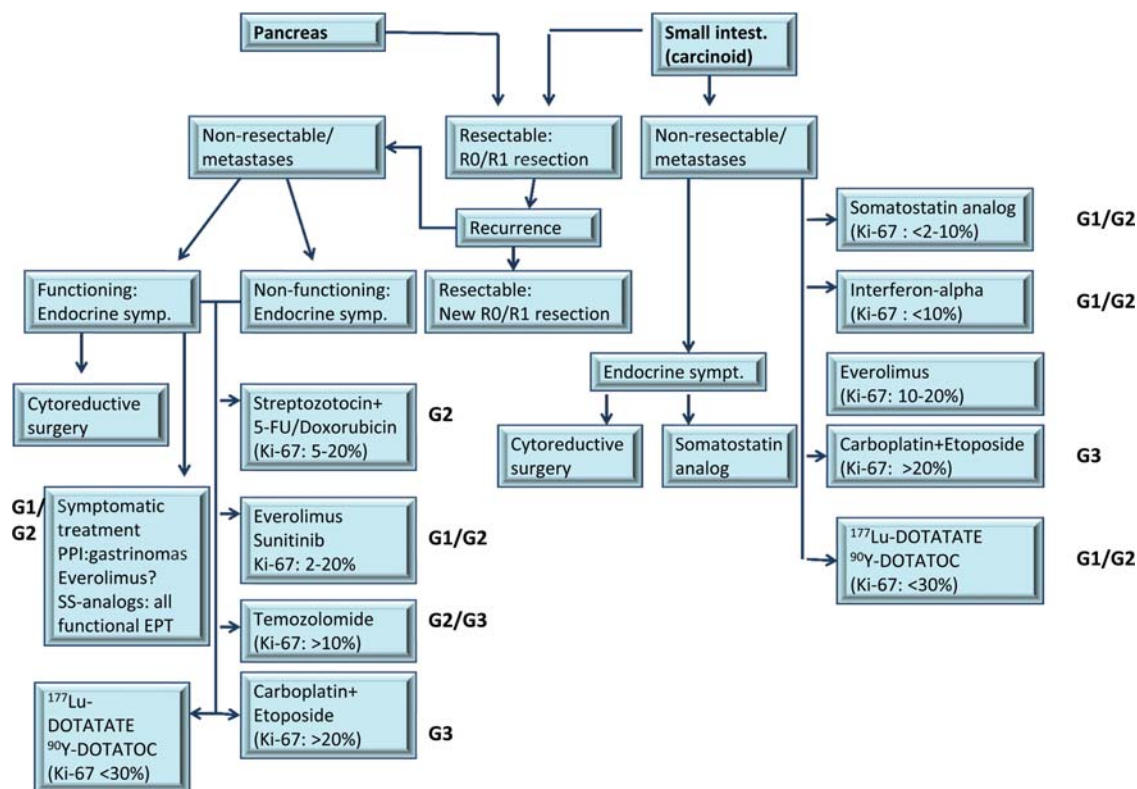 Pancreas
Small intest.
(carcinoid)
Non-resectable/
metastases
Resectable:
R0/R1 resection
Non-resectable/
metastases
Recurrence
Somatostatin analog
(Ki-67 : <2-10%)
G1/G2
Functioning:
Endocrine symp.
Non-functioning:
Endocrine symp.
Resectable:
New R0/R1 resection
Interferon-alpha
(Ki-67 : <10%)
G1/G2
Cytoreductive
surgery
Streptozotocin+
5-FU/Doxorubicin
(Ki-67: 5-20%)
G2
Endocrine sympt.
Everolimus
(Ki-67: 10-20%)
Cytoreductive
surgery
Somatostatin
analog
Carboplatin+Etoposide
(Ki-67:  >20%)
G3
G1/
G2
Symptomatic
treatment
PPI:gastrinomas
Everolimus?
SS-analogs: all
functional EPT
Everolimus
Sunitinib
Ki-67: 2-20%
G1/G2
¹⁷⁷Lu-DOTATATE
⁹⁰Y-DOTATOC
(Ki-67: <30%)
G1/G2
Temozolomide
(Ki-67: >10%)
G2/G3
¹⁷⁷Lu-
DOTATATE
⁹⁰Y-DOTATOC
(Ki-67 <30%)
Carboplatin+
Etoposide
(Ki-67: >20%)
G3